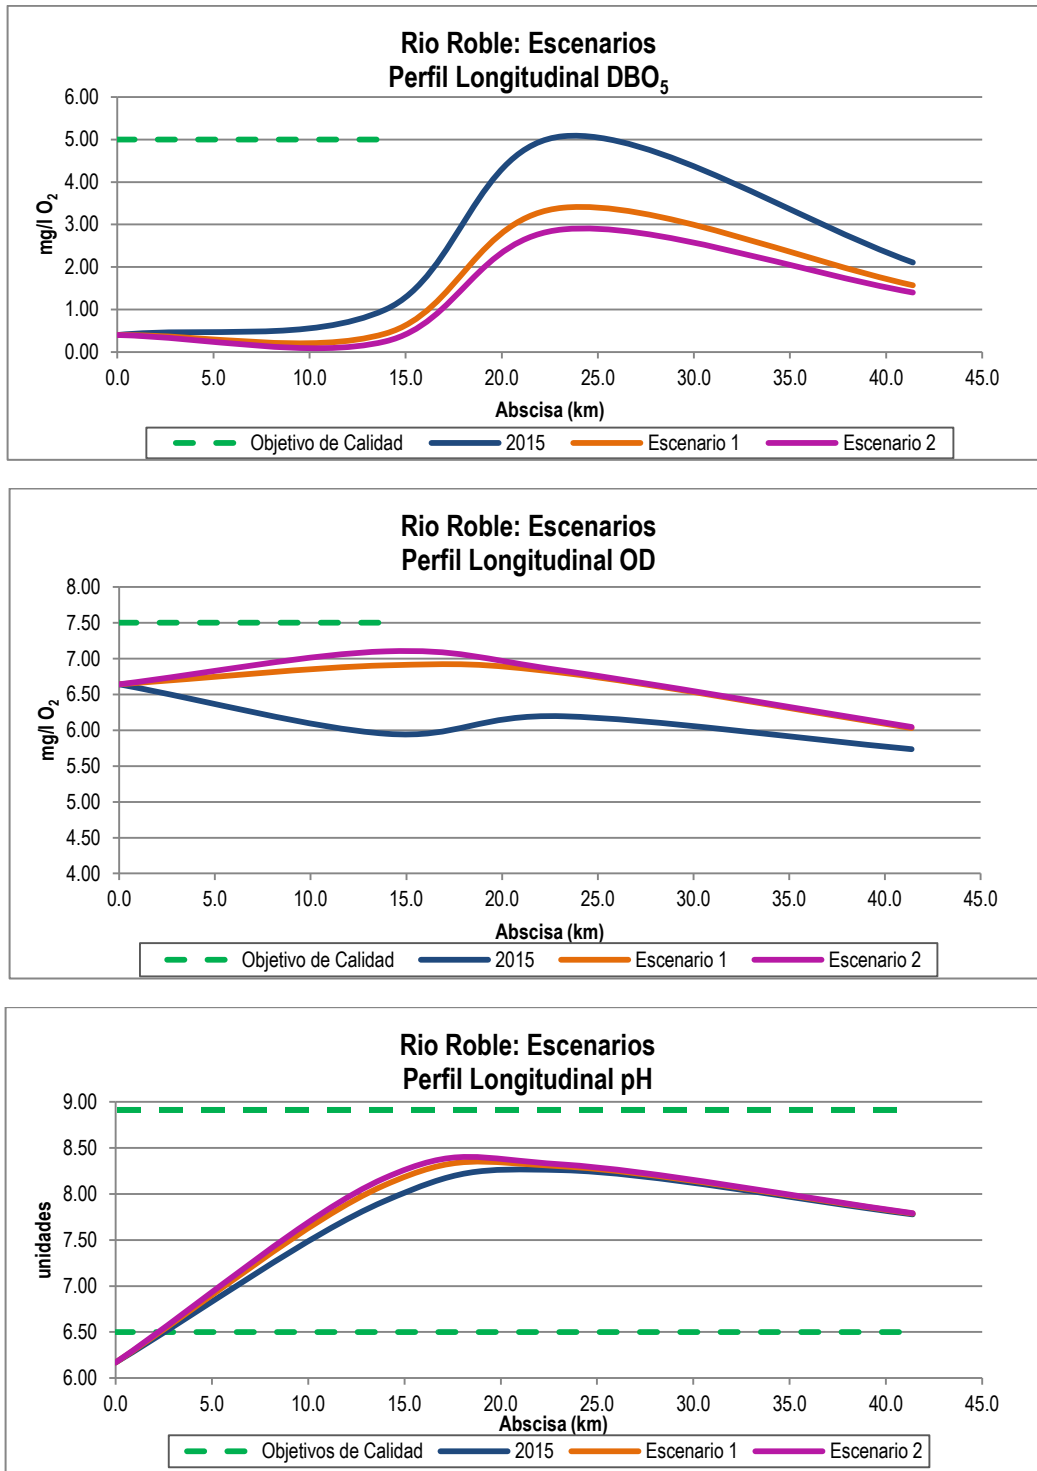 Rio Roble: Escenarios
Perfil Longitudinal DBO5
6.00
5.00
4.00
3.00
2.00
1.00
0.00
mg/l O2
0.0 5.0 10.0 15.0 20.0 25.0 30.0 35.0 40.0 45.0
Abscisa (km)
Objetivo de Calidad 2015 Escenario 1 Escenario 2
Rio Roble: Escenarios
Perfil Longitudinal OD
8.00
7.50
7.00
6.50
6.00
5.50
5.00
4.50
4.00
mg/l O2
0.0 5.0 10.0 15.0 20.0 25.0 30.0 35.0 40.0 45.0
Abscisa (km)
Objetivo de Calidad 2015 Escenario 1 Escenario 2
Rio Roble: Escenarios
Perfil Longitudinal pH
9.00
8.50
8.00
7.50
7.00
6.50
6.00
unidades
0.0 5.0 10.0 15.0 20.0 25.0 30.0 35.0 40.0 45.0
Abscisa (km)
Objetivos de Calidad 2015 Escenario 1 Escenario 2